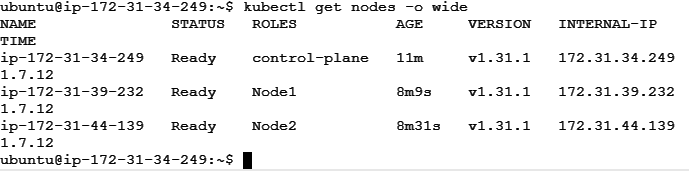 ubuntu@ip-172-31-34-249:~$ kubectl get nodes -o wide
NAME STATUS ROLES AGE VERSION INTERNAL-IP
TIME
ip-172-31-34-249 Ready control-plane 11m v1.31.1 172.31.34.249
1.7.12
ip-172-31-39-232 Ready Node1 8m9s v1.31.1 172.31.39.232
1.7.12
ip-172-31-44-139 Ready Node2 8m31s v1.31.1 172.31.44.139
1.7.12
ubuntu@ip-172-31-34-249:~$